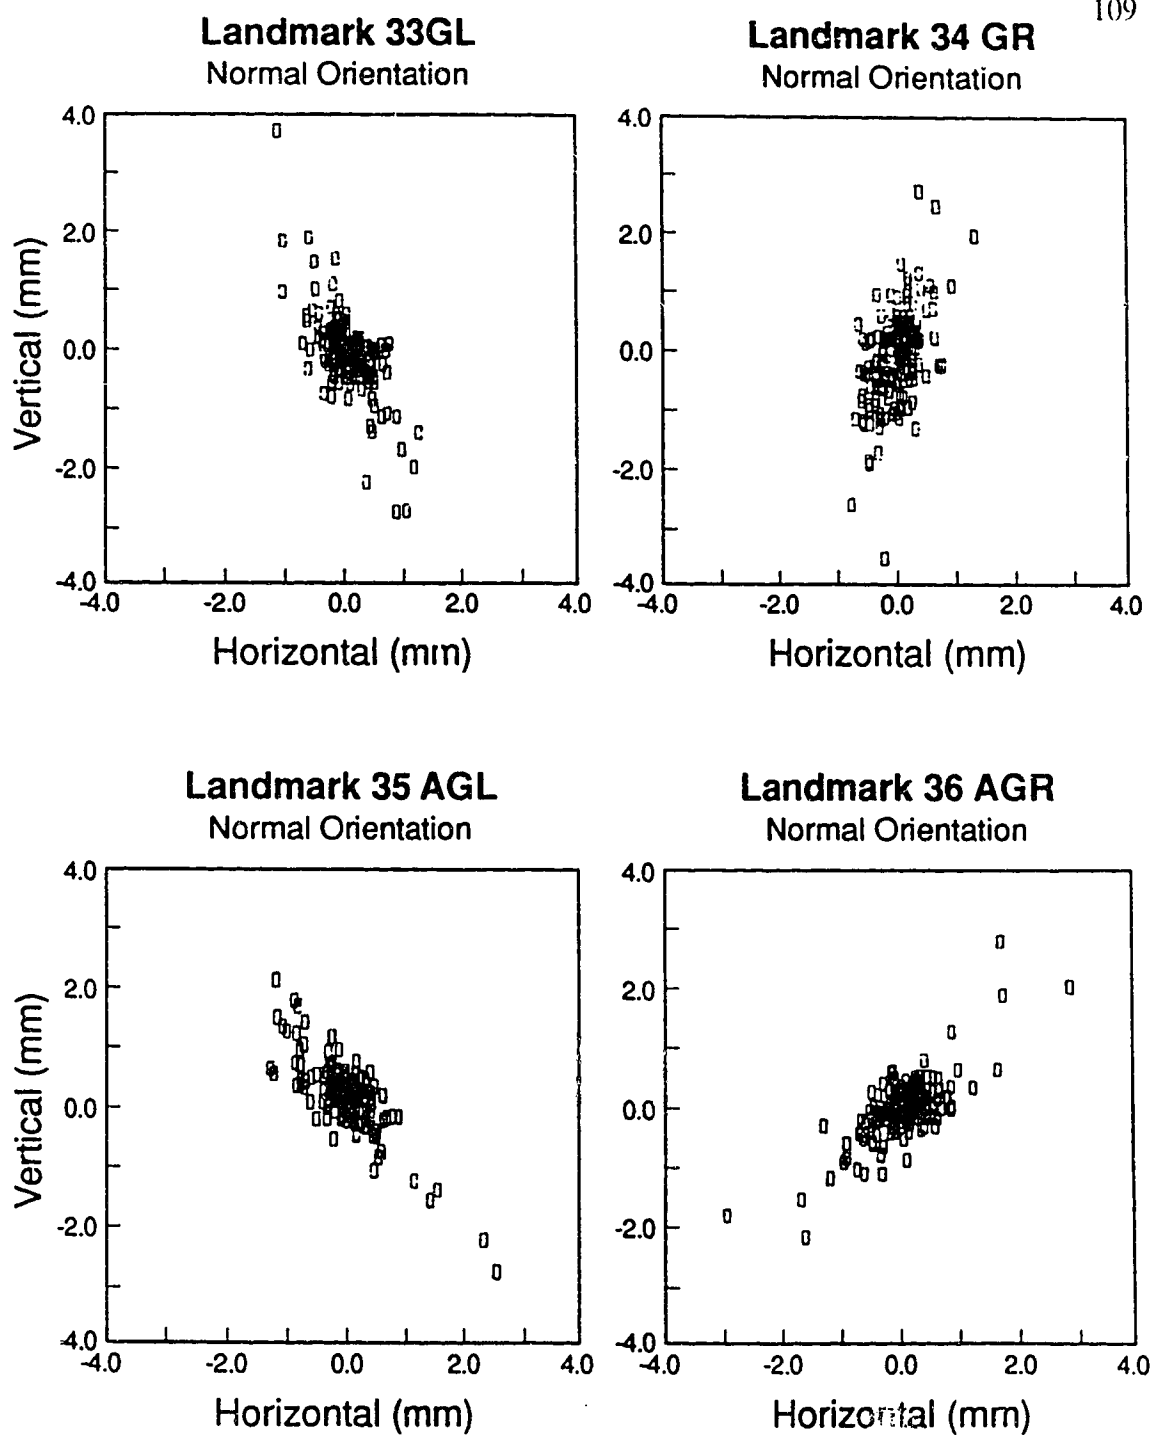 109
Landmark 33GL
Normal Orientation
4.0
2.0
0.0
-2.0
-4.0
-4.0 -2.0 0.0 2.0 4.0
Vertical (mm)
Horizontal (mm)
Landmark 34 GR
Normal Orientation
4.0
2.0
0.0
-2.0
-4.0
-4.0 -2.0 0.0 2.0 4.0
Horizontal (mm)
Landmark 35 AGL
Normal Orientation
4.0
2.0
0.0
-2.0
-4.0
-4.0 -2.0 0.0 2.0 4.0
Vertical (mm)
Horizontal (mm)
Landmark 36 AGR
Normal Orientation
4.0
2.0
0.0
-2.0
-4.0
-4.0 -2.0 0.0 2.0 4.0
Horizontal (mm)